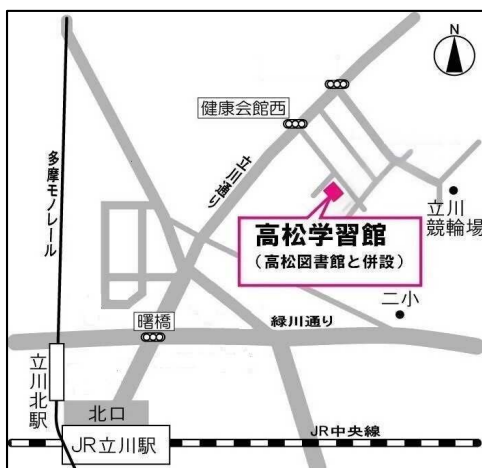 N
健康会館西
多摩モノレール
立川通り
立川
競輪場
高松学習館
（高松図書館と併設）
二小
緑川通り
曙橋
立川北駅
北口
JR中央線
JR立川駅